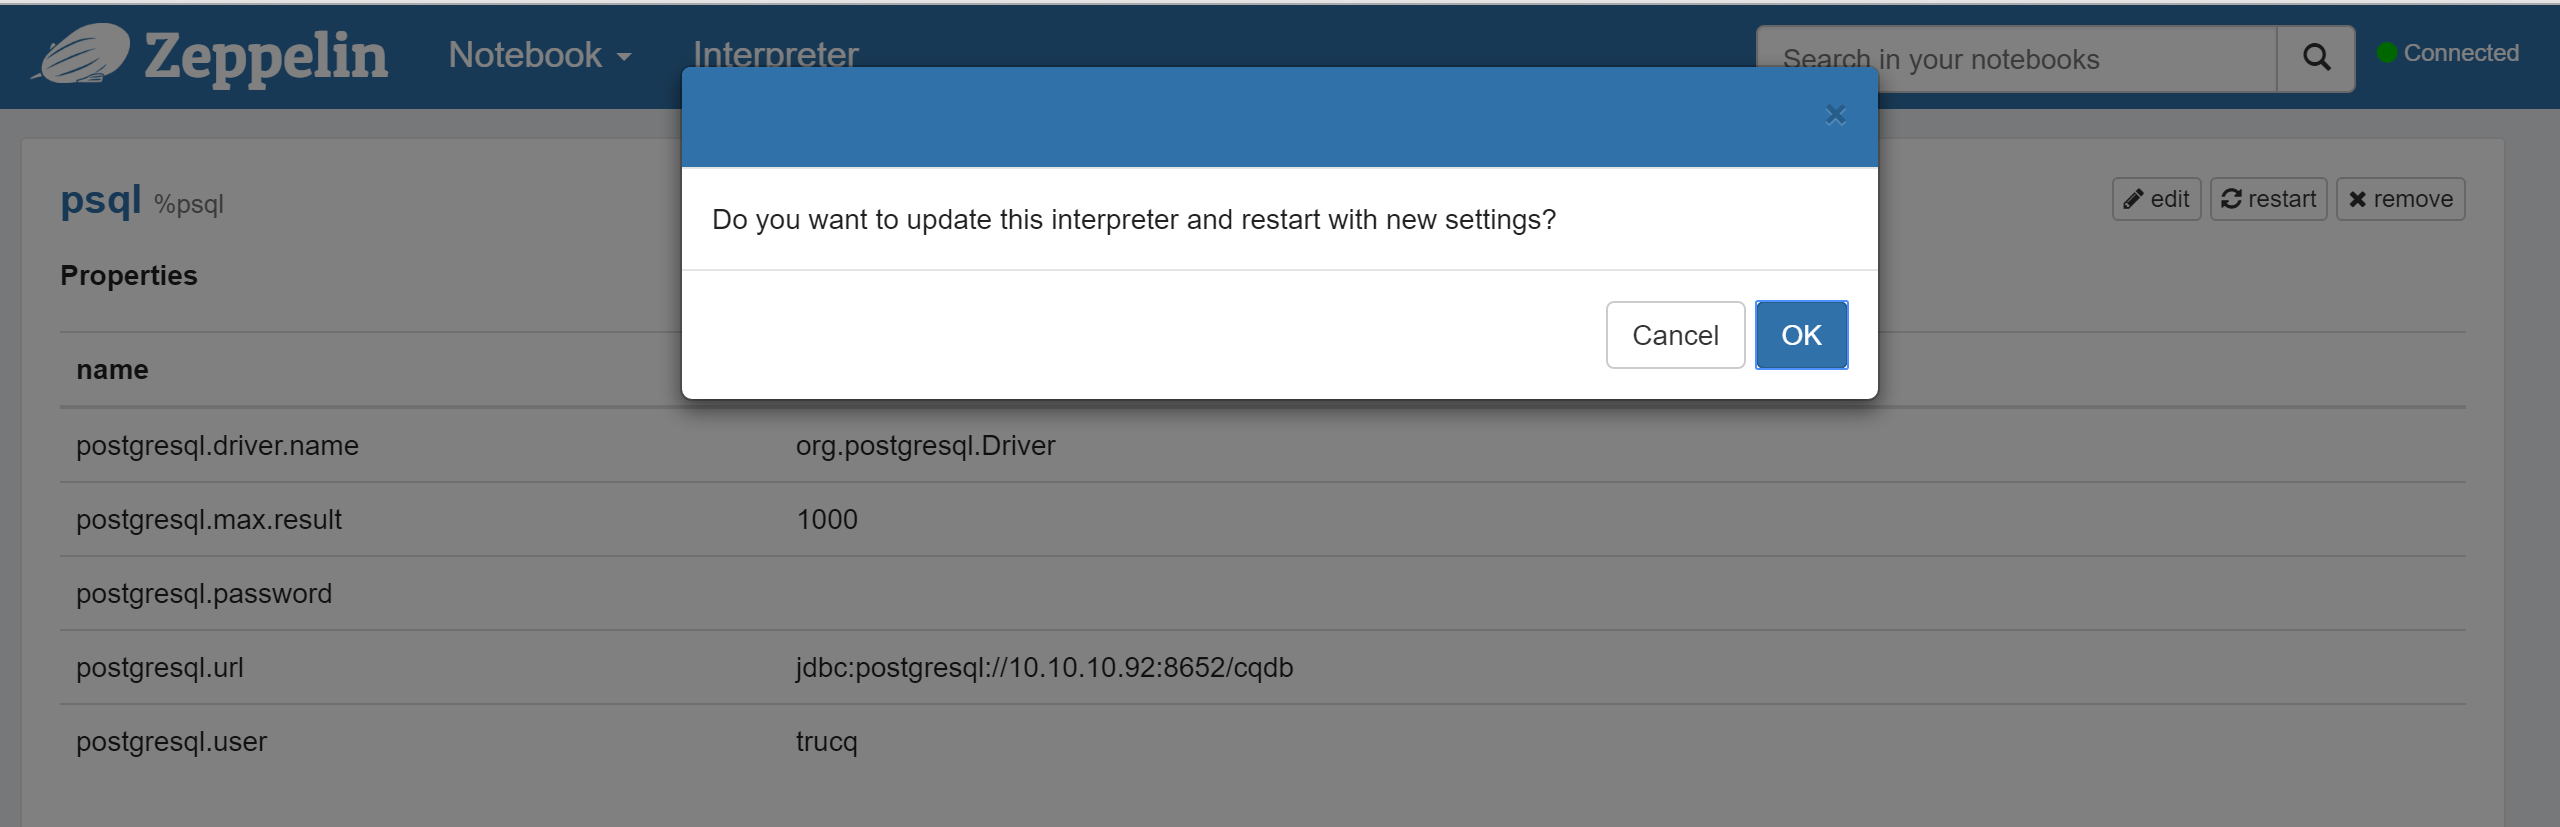 Zeppelin Notebook Interpreter Search in your notebooks Connected
psql %psql
edit restart remove
Do you want to update this interpreter and restart with new settings?
Cancel OK
Properties
name
postgresql.driver.name org.postgresql.Driver
postgresql.max.result 1000
postgresql.password
postgresql.url jdbc:postgresql://10.10.10.92:8652/cqdb
postgresql.user trucq